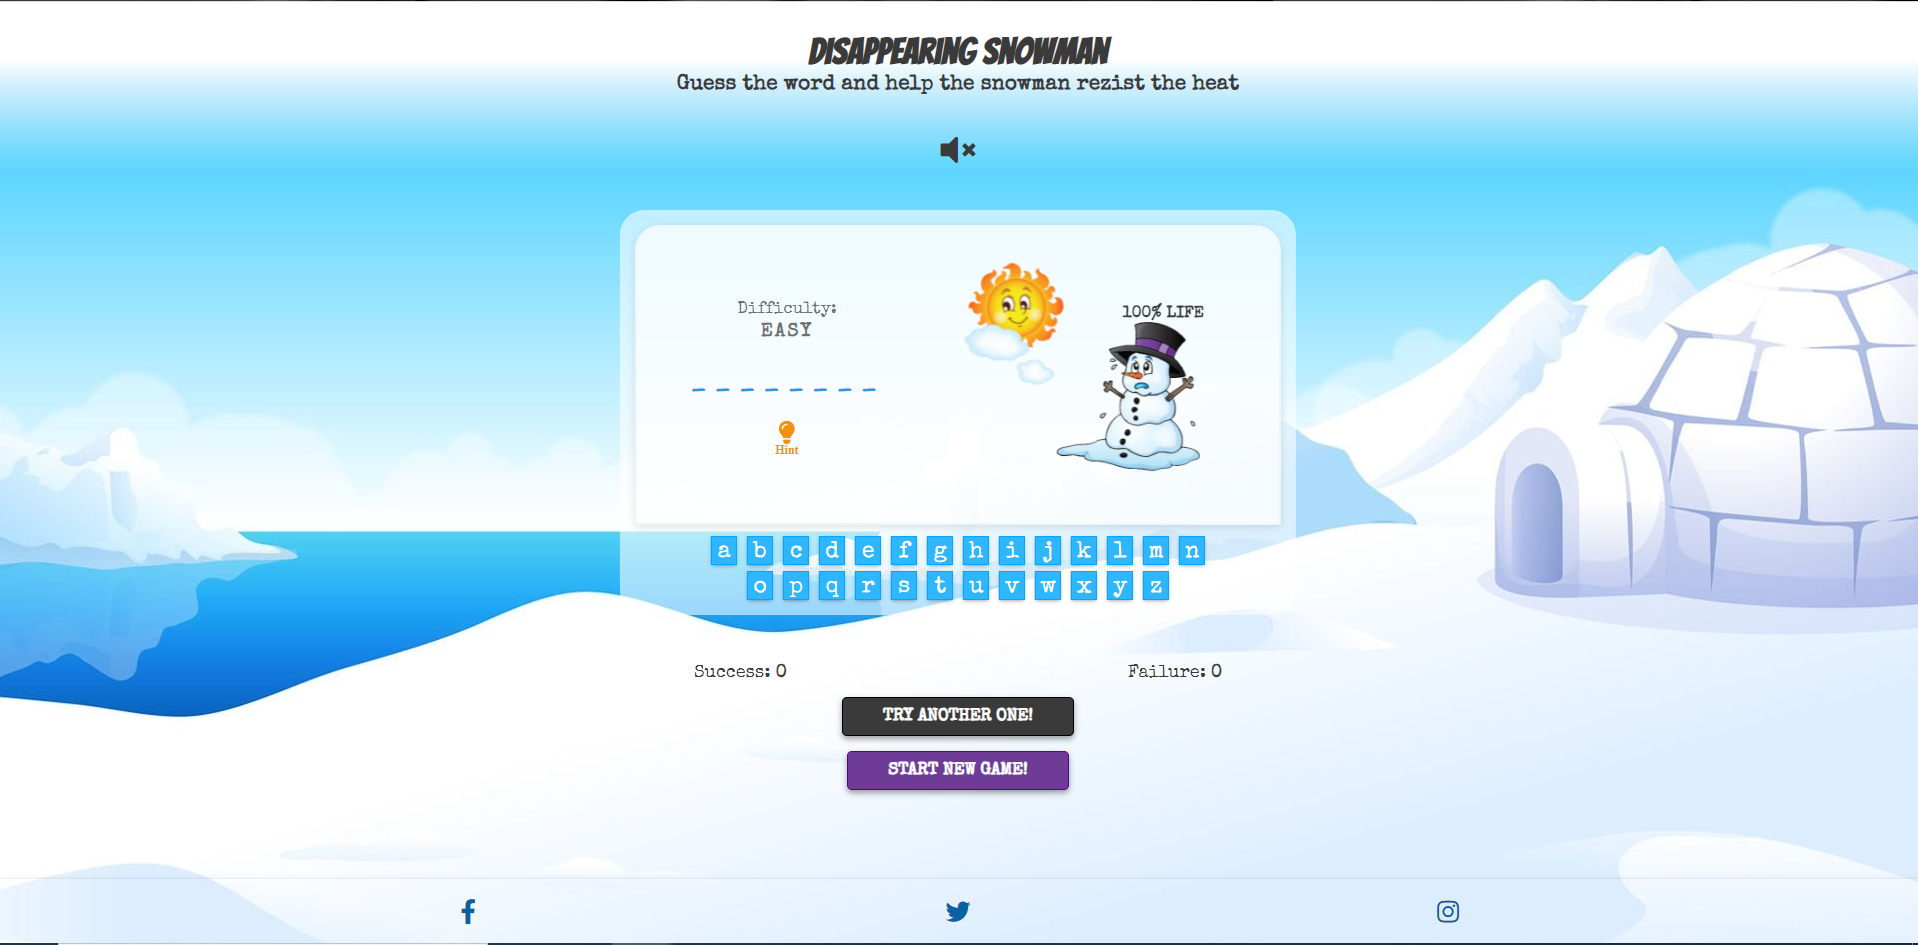 DISAPPEARING SNOWMAN
Guess the word and help the snowman rezist the heat
Difficulty:
EASY
100% LIFE
Hint
a b c d e f g h i j k l m n
o p q r s t u v w x y z
Success: 0
Failure: 0
TRY ANOTHER ONE!
START NEW GAME!